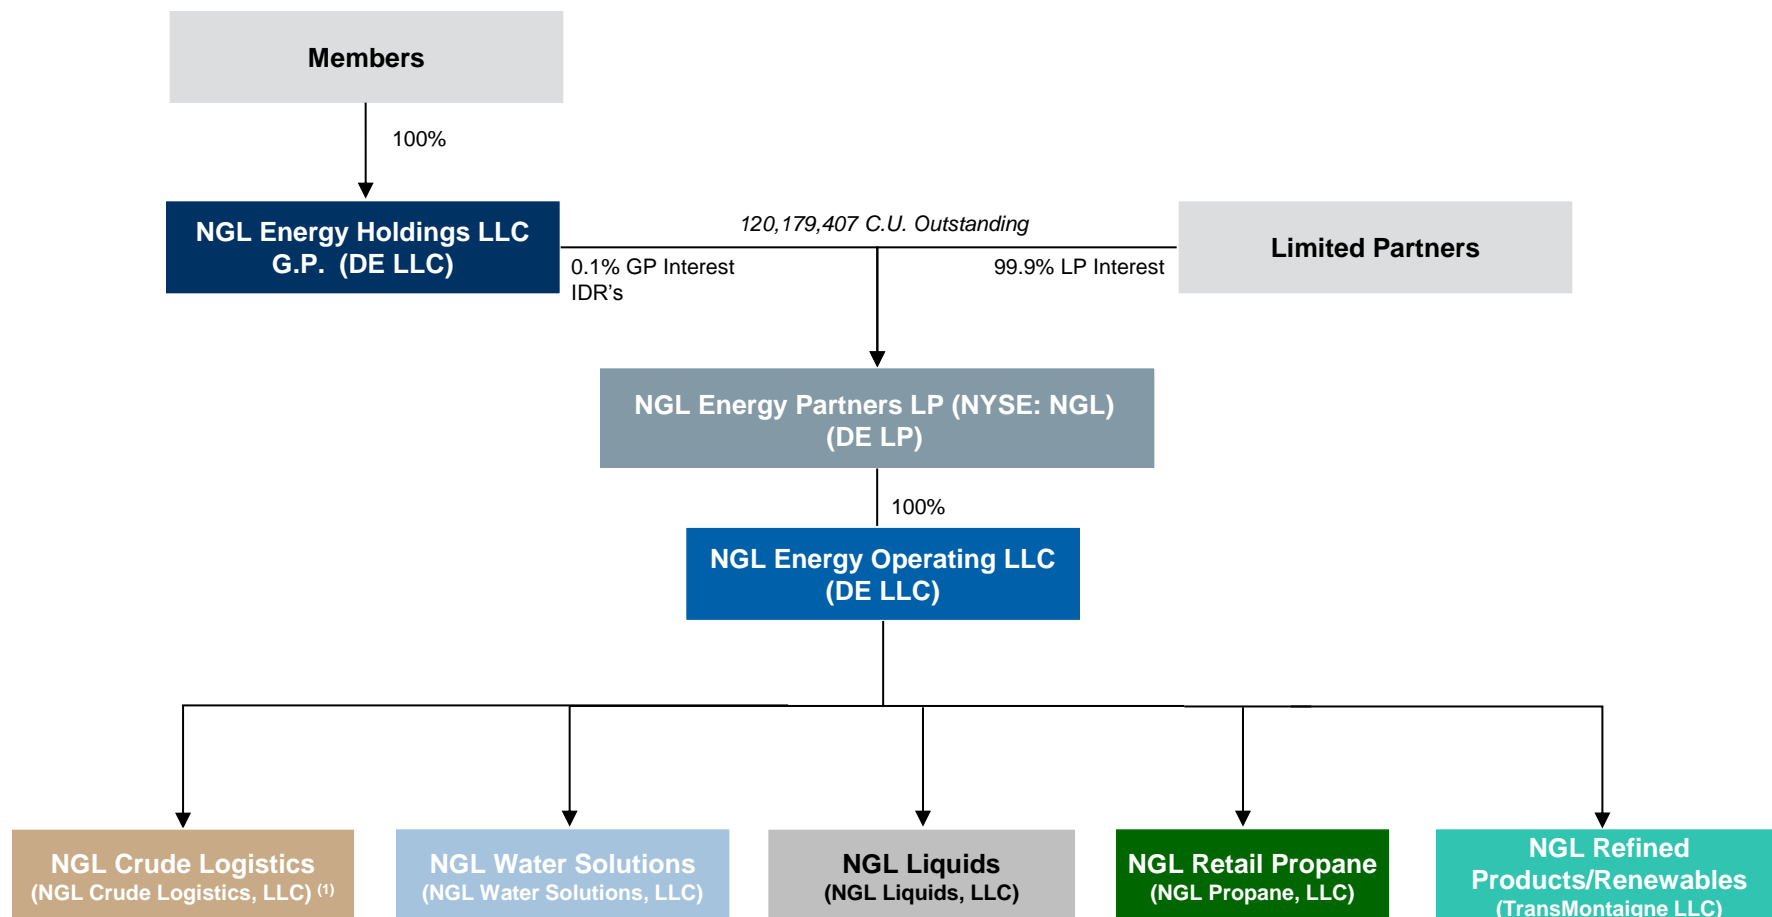 Members
100%
NGL Energy Holdings LLC
G.P. (DE LLC)
120,179,407 C.U. Outstanding
0.1% GP Interest
IDR’s
99.9% LP Interest
Limited Partners
NGL Energy Partners LP (NYSE: NGL)
(DE LP)
100%
NGL Energy Operating LLC
(DE LLC)
NGL Crude Logistics
(NGL Crude Logistics, LLC) (1)
NGL Water Solutions
(NGL Water Solutions, LLC)
NGL Liquids
(NGL Liquids, LLC)
NGL Retail Propane
(NGL Propane, LLC)
NGL Refined
Products/Renewables
(TransMontaigne LLC)